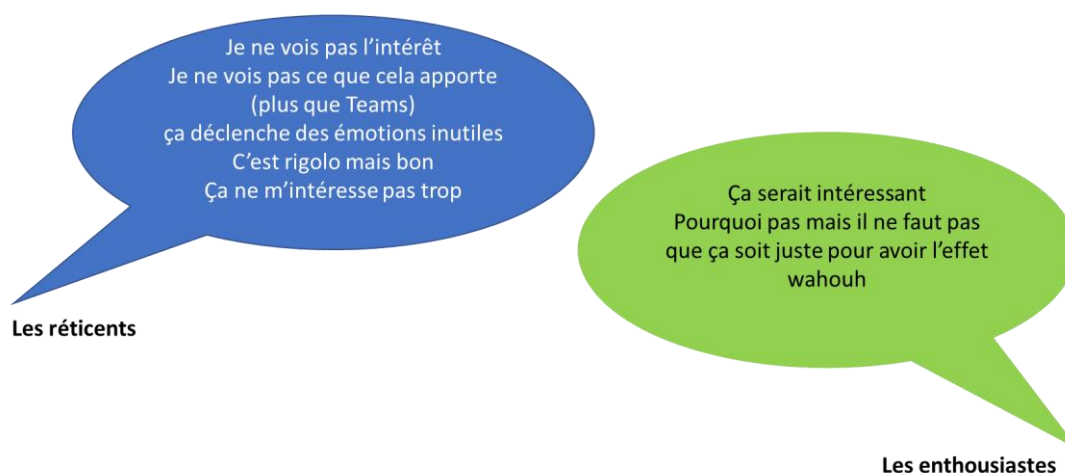 Je ne vois pas l’intérêt
Je ne vois pas ce que cela apporte
(plus que Teams)
ça déclenche des émotions inutiles
C’est rigolo mais bon
Ça ne m’intéresse pas trop
Les réticents
Ça serait intéressant
Pourquoi pas mais il ne faut pas
que ça soit juste pour avoir l’effet
wahouh
Les enthousiastes